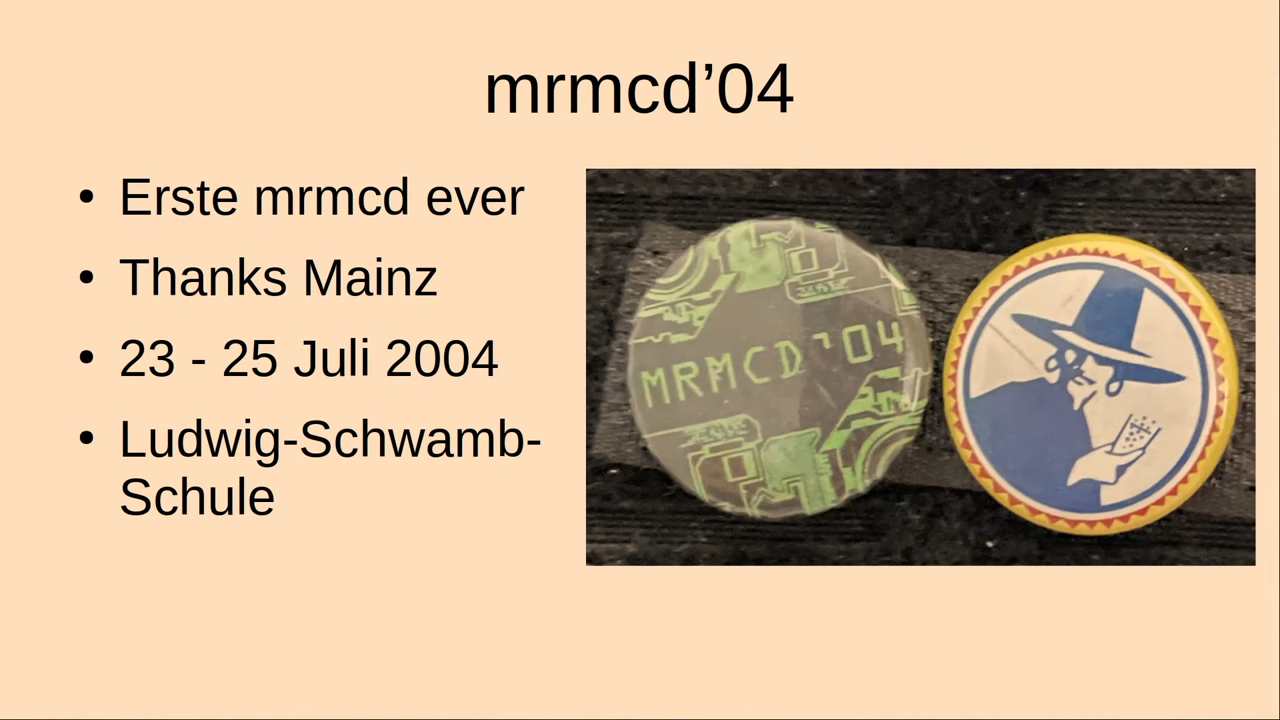 mrmcd’04
• Erste mrmcd ever
• Thanks Mainz
• 23 - 25 Juli 2004
• Ludwig-Schwamb-
Schule
MRMCD'04